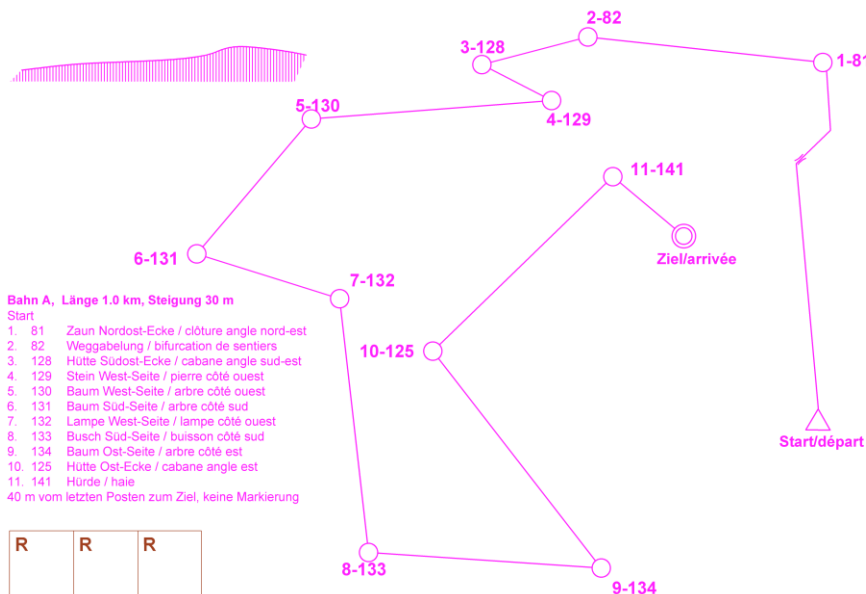 2-82
3-128
1-81
5-130
4-129
11-141
6-131
Ziel/arrivée
7-132
Bahn A, Länge 1.0 km, Steigung 30 m
Start
1. 81 Zaun Nordost-Ecke / clôture angle nord-est
2. 82 Weggabelung / bifurcation de sentiers
3. 128 Hütte Südost-Ecke / cabane angle sud-est
4. 129 Stein West-Seite / pierre côté ouest
5. 130 Baum West-Seite / arbre côté ouest
6. 131 Baum Süd-Seite / arbre côté sud
7. 132 Lampe West-Seite / lampe côté ouest
8. 133 Busch Süd-Seite / buisson côté sud
9. 134 Baum Ost-Seite / arbre côté est
10. 125 Hütte Ost-Ecke / cabane angle est
11. 141 Hürde / haie
40 m vom letzten Posten zum Ziel, keine Markierung
10-125
Start/départ
R R R
8-133
9-134